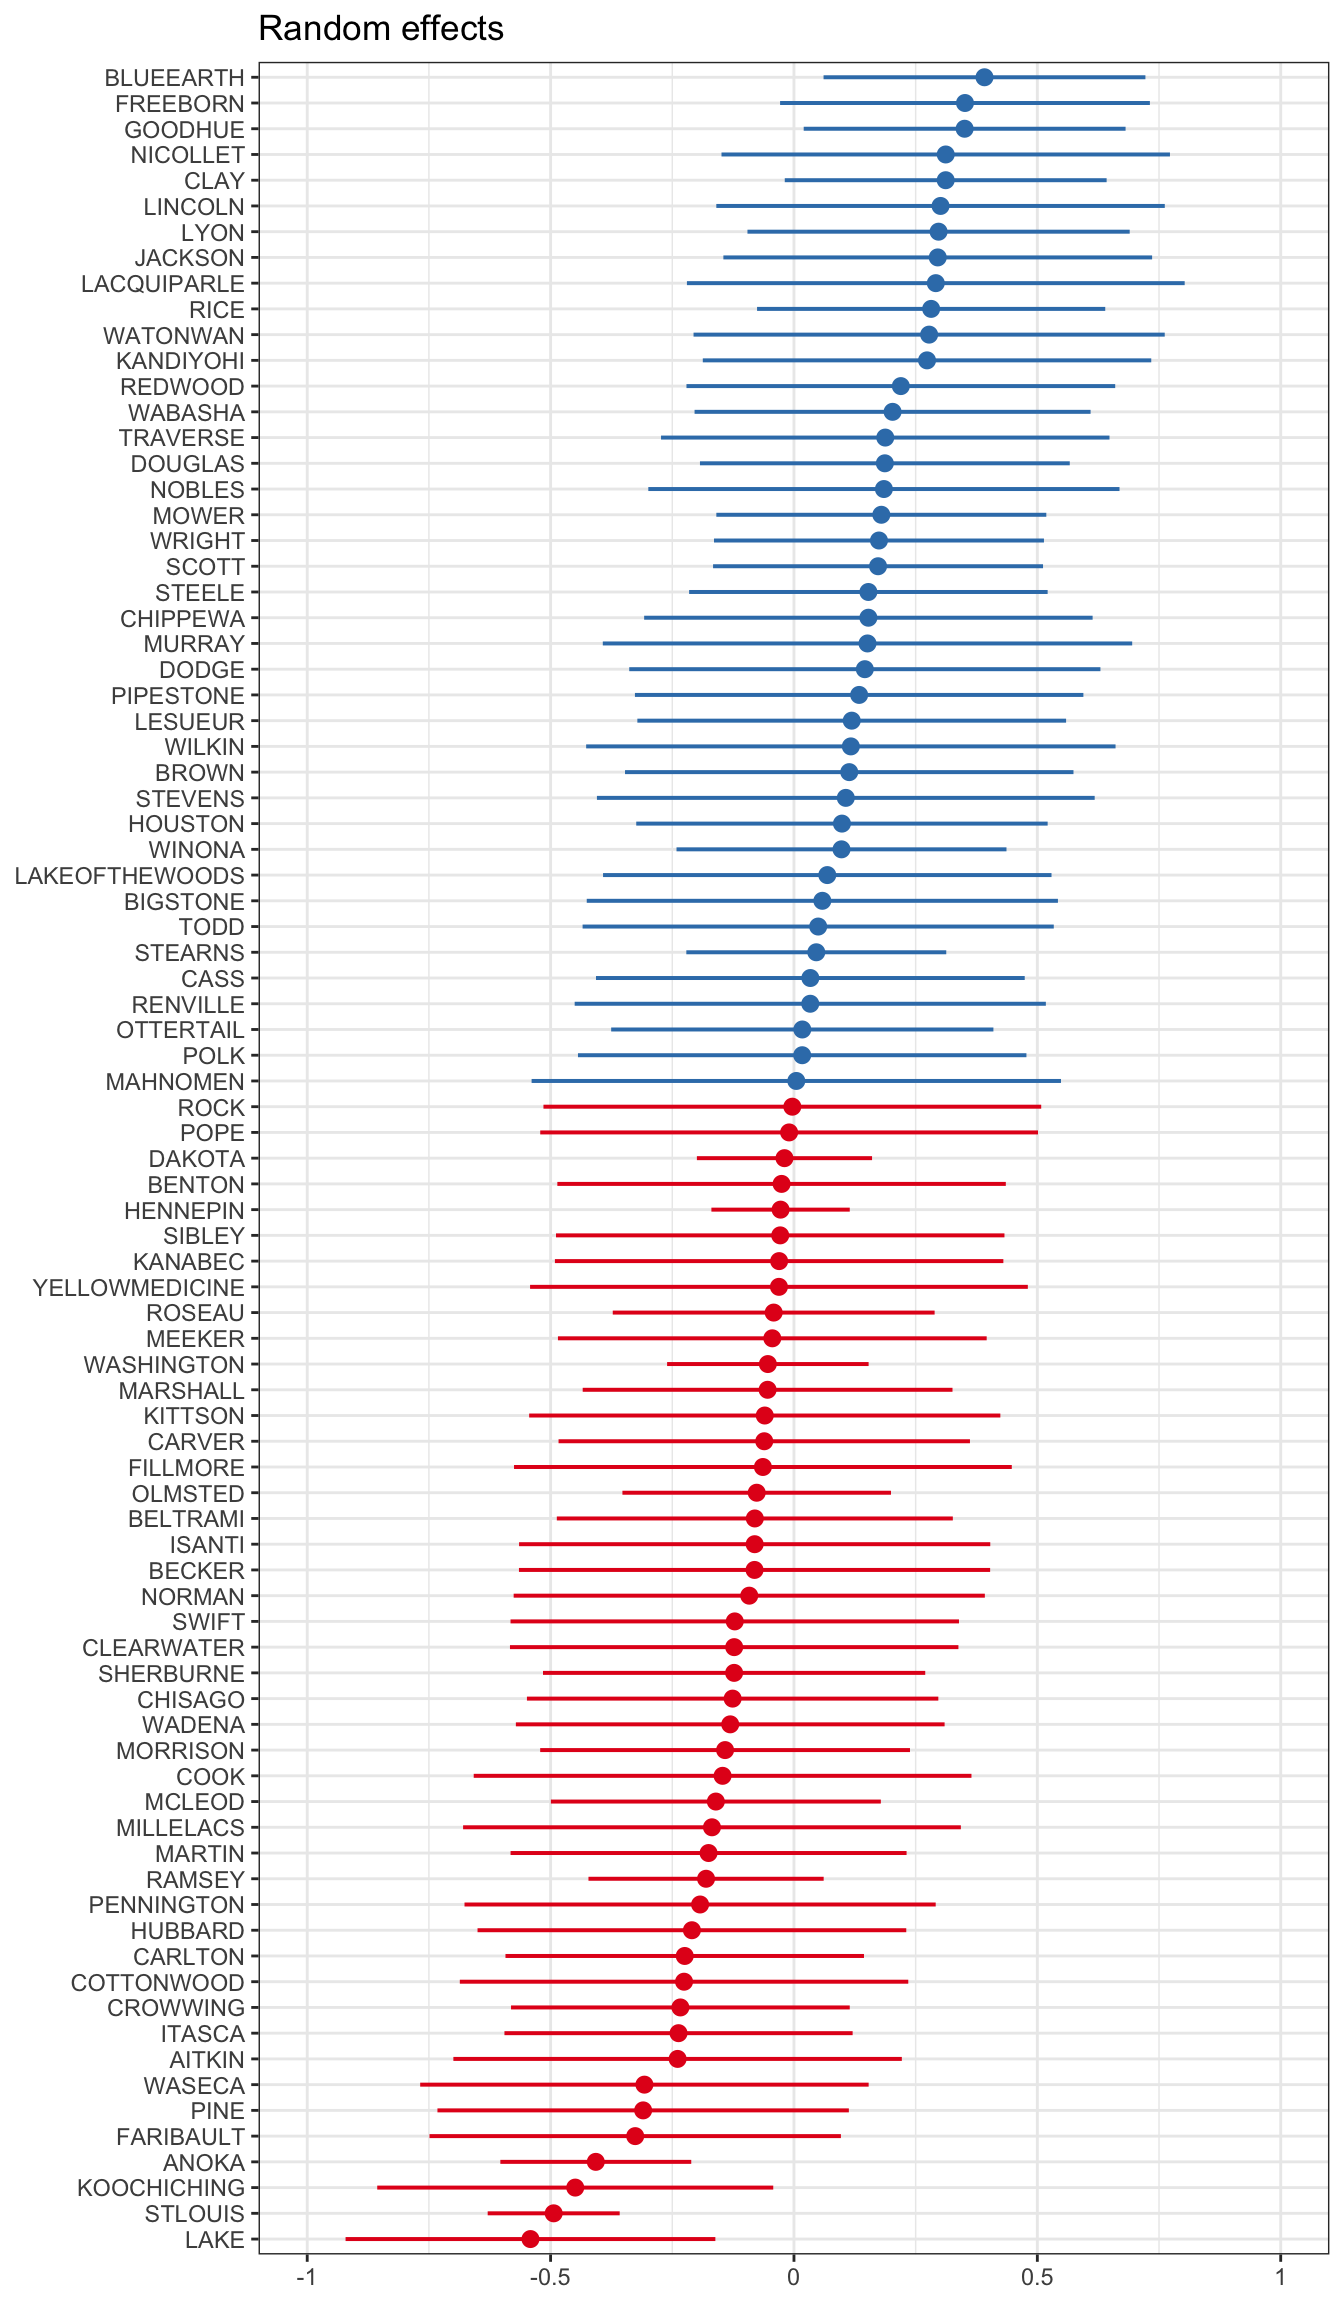 Random effects
BLUEEARTH
FREEBORN
GOODHUE
NICOLLET
CLAY
LINCOLN
LYON
JACKSON
LACQUIPARLE
RICE
WATONWAN
KANDIYOHI
REDWOOD
WABASHA
TRAVERSE
DOUGLAS
NOBLES
MOWER
WRIGHT
SCOTT
STEELE
CHIPPEWA
MURRAY
DODGE
PIPESTONE
LESUEUR
WILKIN
BROWN
STEVENS
HOUSTON
WINONA
LAKEOFTHEWOODS
BIGSTONE
TODD
STEARNS
CASS
RENVILLE
OTTERTAIL
POLK
MAHNOMEN
ROCK
POPE
DAKOTA
BENTON
HENNEPIN
SIBLEY
KANABEC
YELLOWMEDICINE
ROSEAU
MEEKER
WASHINGTON
MARSHALL
KITTSON
CARVER
FILLMORE
OLMSTED
BELTRAMI
ISANTI
BECKER
NORMAN
SWIFT
CLEARWATER
SHERBURNE
CHISAGO
WADENA
MORRISON
COOK
MCLEOD
MILLELACS
MARTIN
RAMSEY
PENNINGTON
HUBBARD
CARLTON
COTTONWOOD
CROWWING
ITASCA
AITKIN
WASECA
PINE
FARIBAULT
ANOKA
KOOCHICHING
STLOUIS
LAKE
-1 -0.5 0 0.5 1